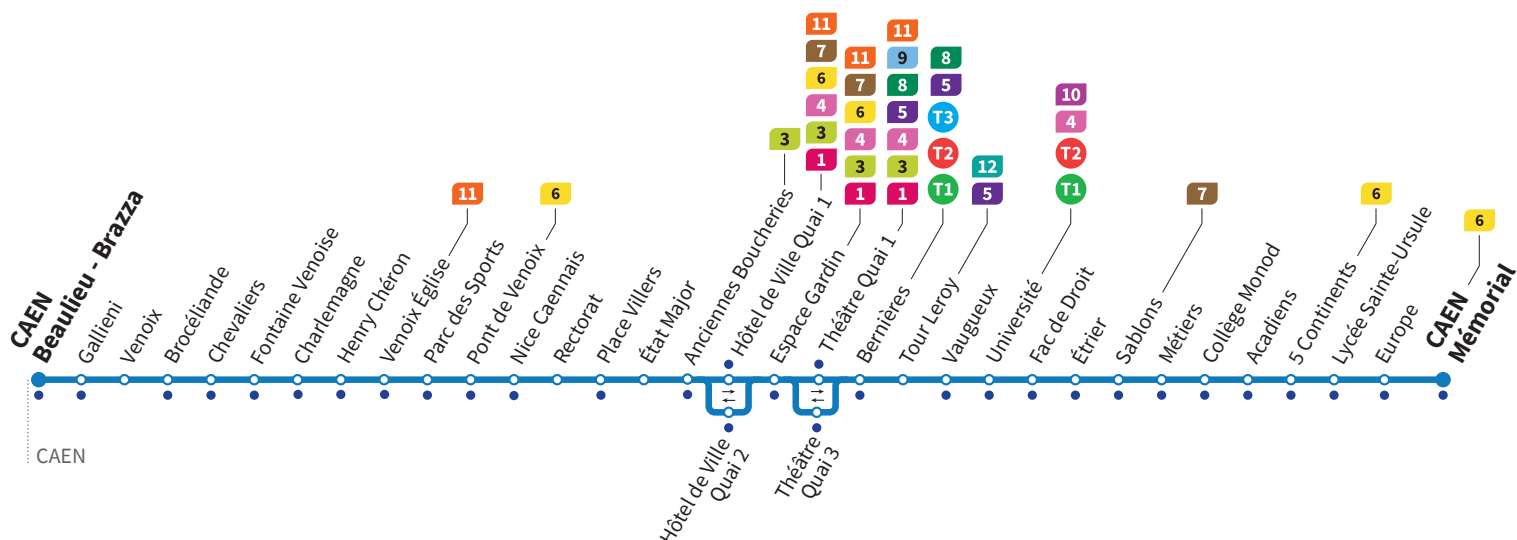 CAEN
Beaulieu - Brazza
Gallieni
Venoix
Brocéliande
Chevaliers
Fontaine Venoise
Charlemagne
Henry Chéron
Venoix Église
11
Parc des Sports
Pont de Venoix
6
Nice Caennais
Rectorat
Place Villers
État Major
Anciennes Boucheries
3
Hôtel de Ville Quai 1
11
7
6
4
3
1
Espace Gardin
11
7
6
4
3
1
Théâtre Quai 1
11
9
8
5
4
3
1
Bernières
8
5
T3
T2
T1
Tour Leroy
12
5
Vaugueux
Université
10
4
T2
T1
Fac de Droit
Étrier
Sablons
7
Métiers
Collège Monod
Acadiens
5 Continents
6
Lycée Sainte-Ursule
Europe
CAEN
Mémorial
6
Hôtel de Ville
Quai 2
Théâtre
Quai 3
CAEN